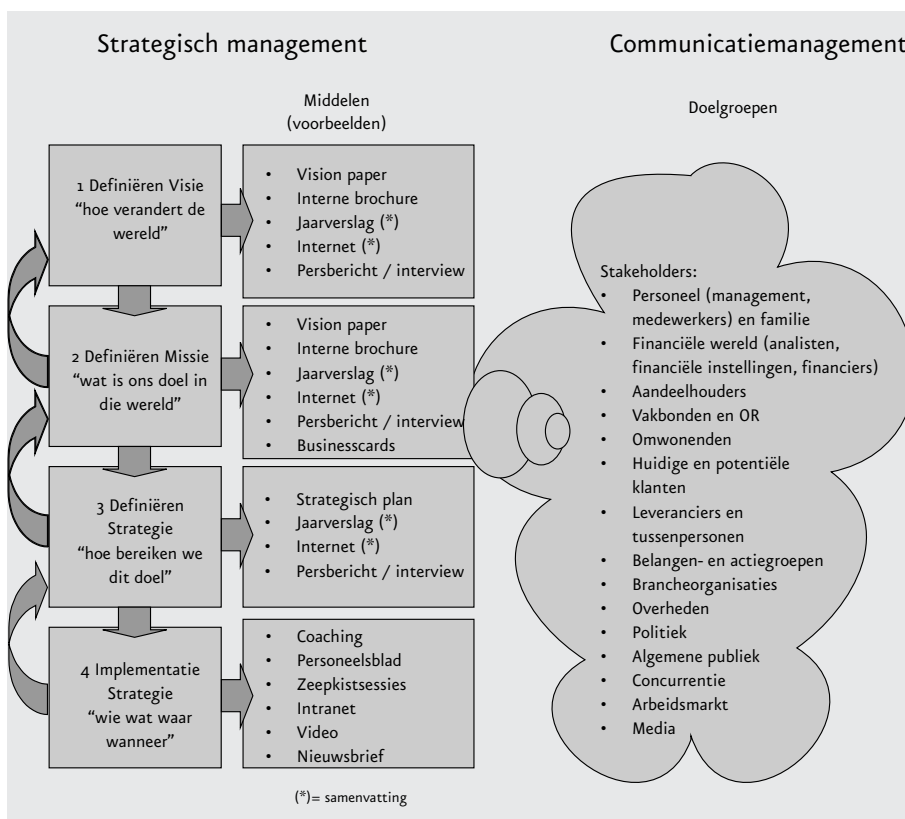 Strategisch management
Communicatiemanagement
Middelen
(voorbeelden)
Doelgroepen
1 Definiëren Visie
“hoe verandert de
wereld”
• Vision paper
• Interne brochure
• Jaarverslag (*)
• Internet (*)
• Persbericht / interview
2 Definiëren Missie
“wat is ons doel in
die wereld”
• Vision paper
• Interne brochure
• Jaarverslag (*)
• Internet (*)
• Persbericht / interview
• Businesscards
3 Definiëren
Strategie
“hoe bereiken we
dit doel”
• Strategisch plan
• Jaarverslag (*)
• Internet (*)
• Persbericht / interview
4 Implementatie
Strategie
“wie wat waar
wanneer”
• Coaching
• Personeelsblad
• Zeepkistsessies
• Intranet
• Video
• Nieuwsbrief
Stakeholders:
• Personeel (management,
medewerkers) en familie
• Financiële wereld (analisten,
financiële instellingen, financiers)
• Aandeelhouders
• Vakbonden en OR
• Omwonenden
• Huidige en potentiële
klanten
• Leveranciers en
tussenpersonen
• Belangen- en actiegroepen
• Brancheorganisaties
• Overheden
• Politiek
• Algemene publiek
• Concurrentie
• Arbeidsmarkt
• Media
(*)= samenvatting